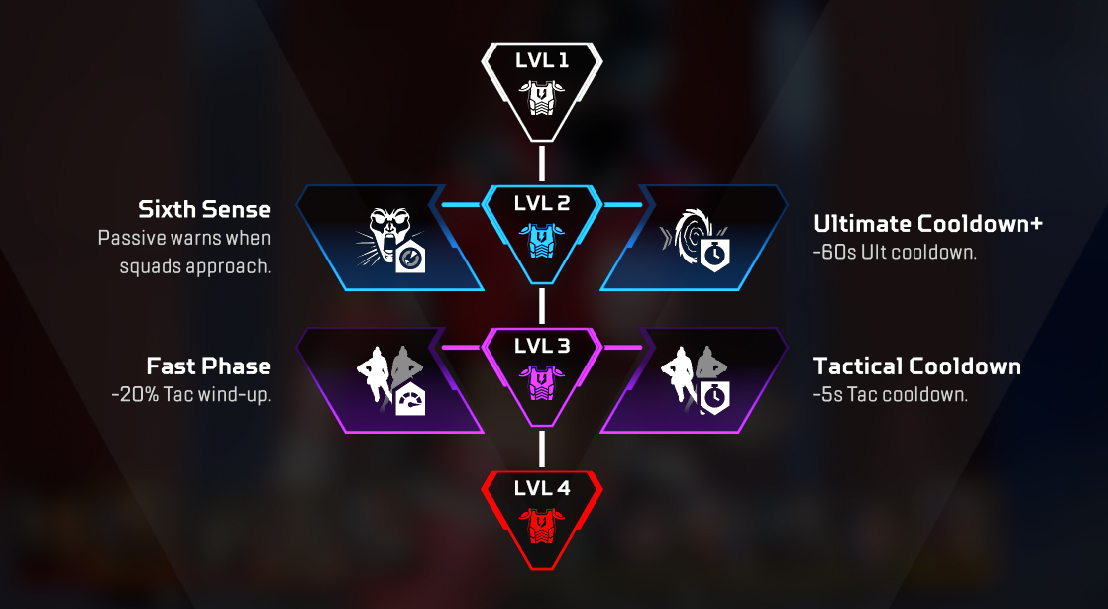 LVL 1
Sixth Sense
Passive warns when
squads approach.
LVL 2
Ultimate Cooldown+
-60s Ult cooldown.
Fast Phase
-20% Tac wind-up.
LVL 3
Tactical Cooldown
-5s Tac cooldown.
LVL 4